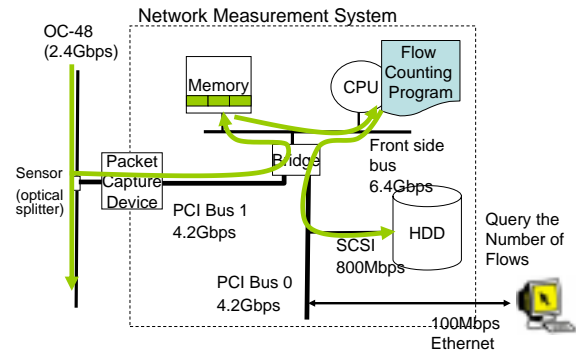 Network Measurement System
OC-48
(2.4Gbps)
Memory
CPU
Flow
Counting
Program
Bridge
Front side
bus
6.4Gbps
Sensor
(optical
splitter)
Packet
Capture
Device
PCI Bus 1
4.2Gbps
HDD
SCSI
800Mbps
Query the
Number of
Flows
PCI Bus 0
4.2Gbps
100Mbps
Ethernet